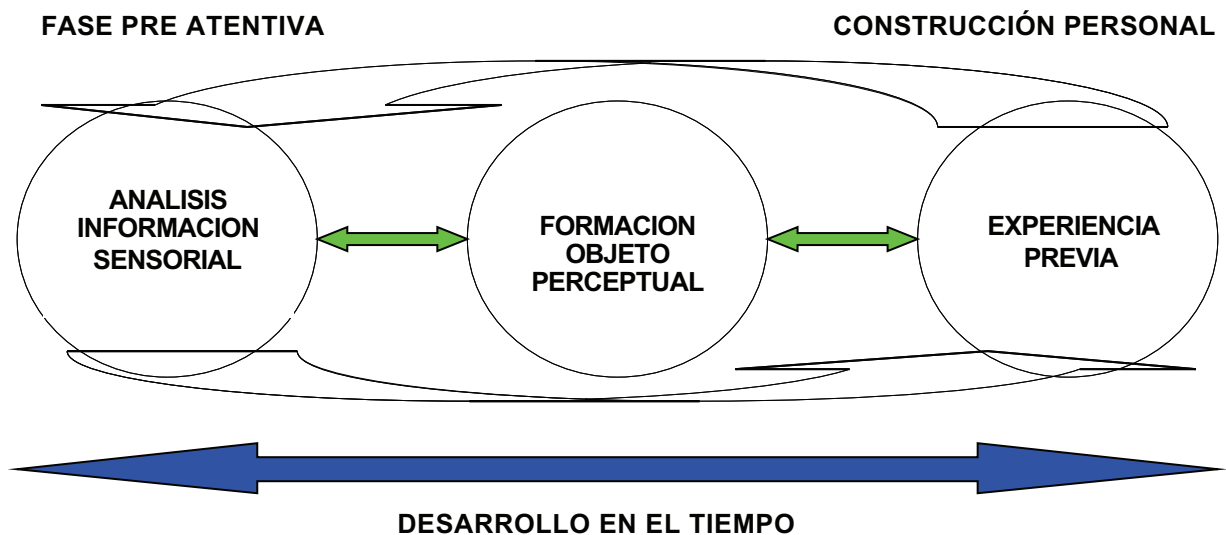 FASE PRE ATENTIVA
CONSTRUCCIÓN PERSONAL
ANALISIS
INFORMACION
SENSORIAL
FORMACION
OBJETO
PERCEPTUAL
EXPERIENCIA
PREVIA
DESARROLLO EN EL TIEMPO